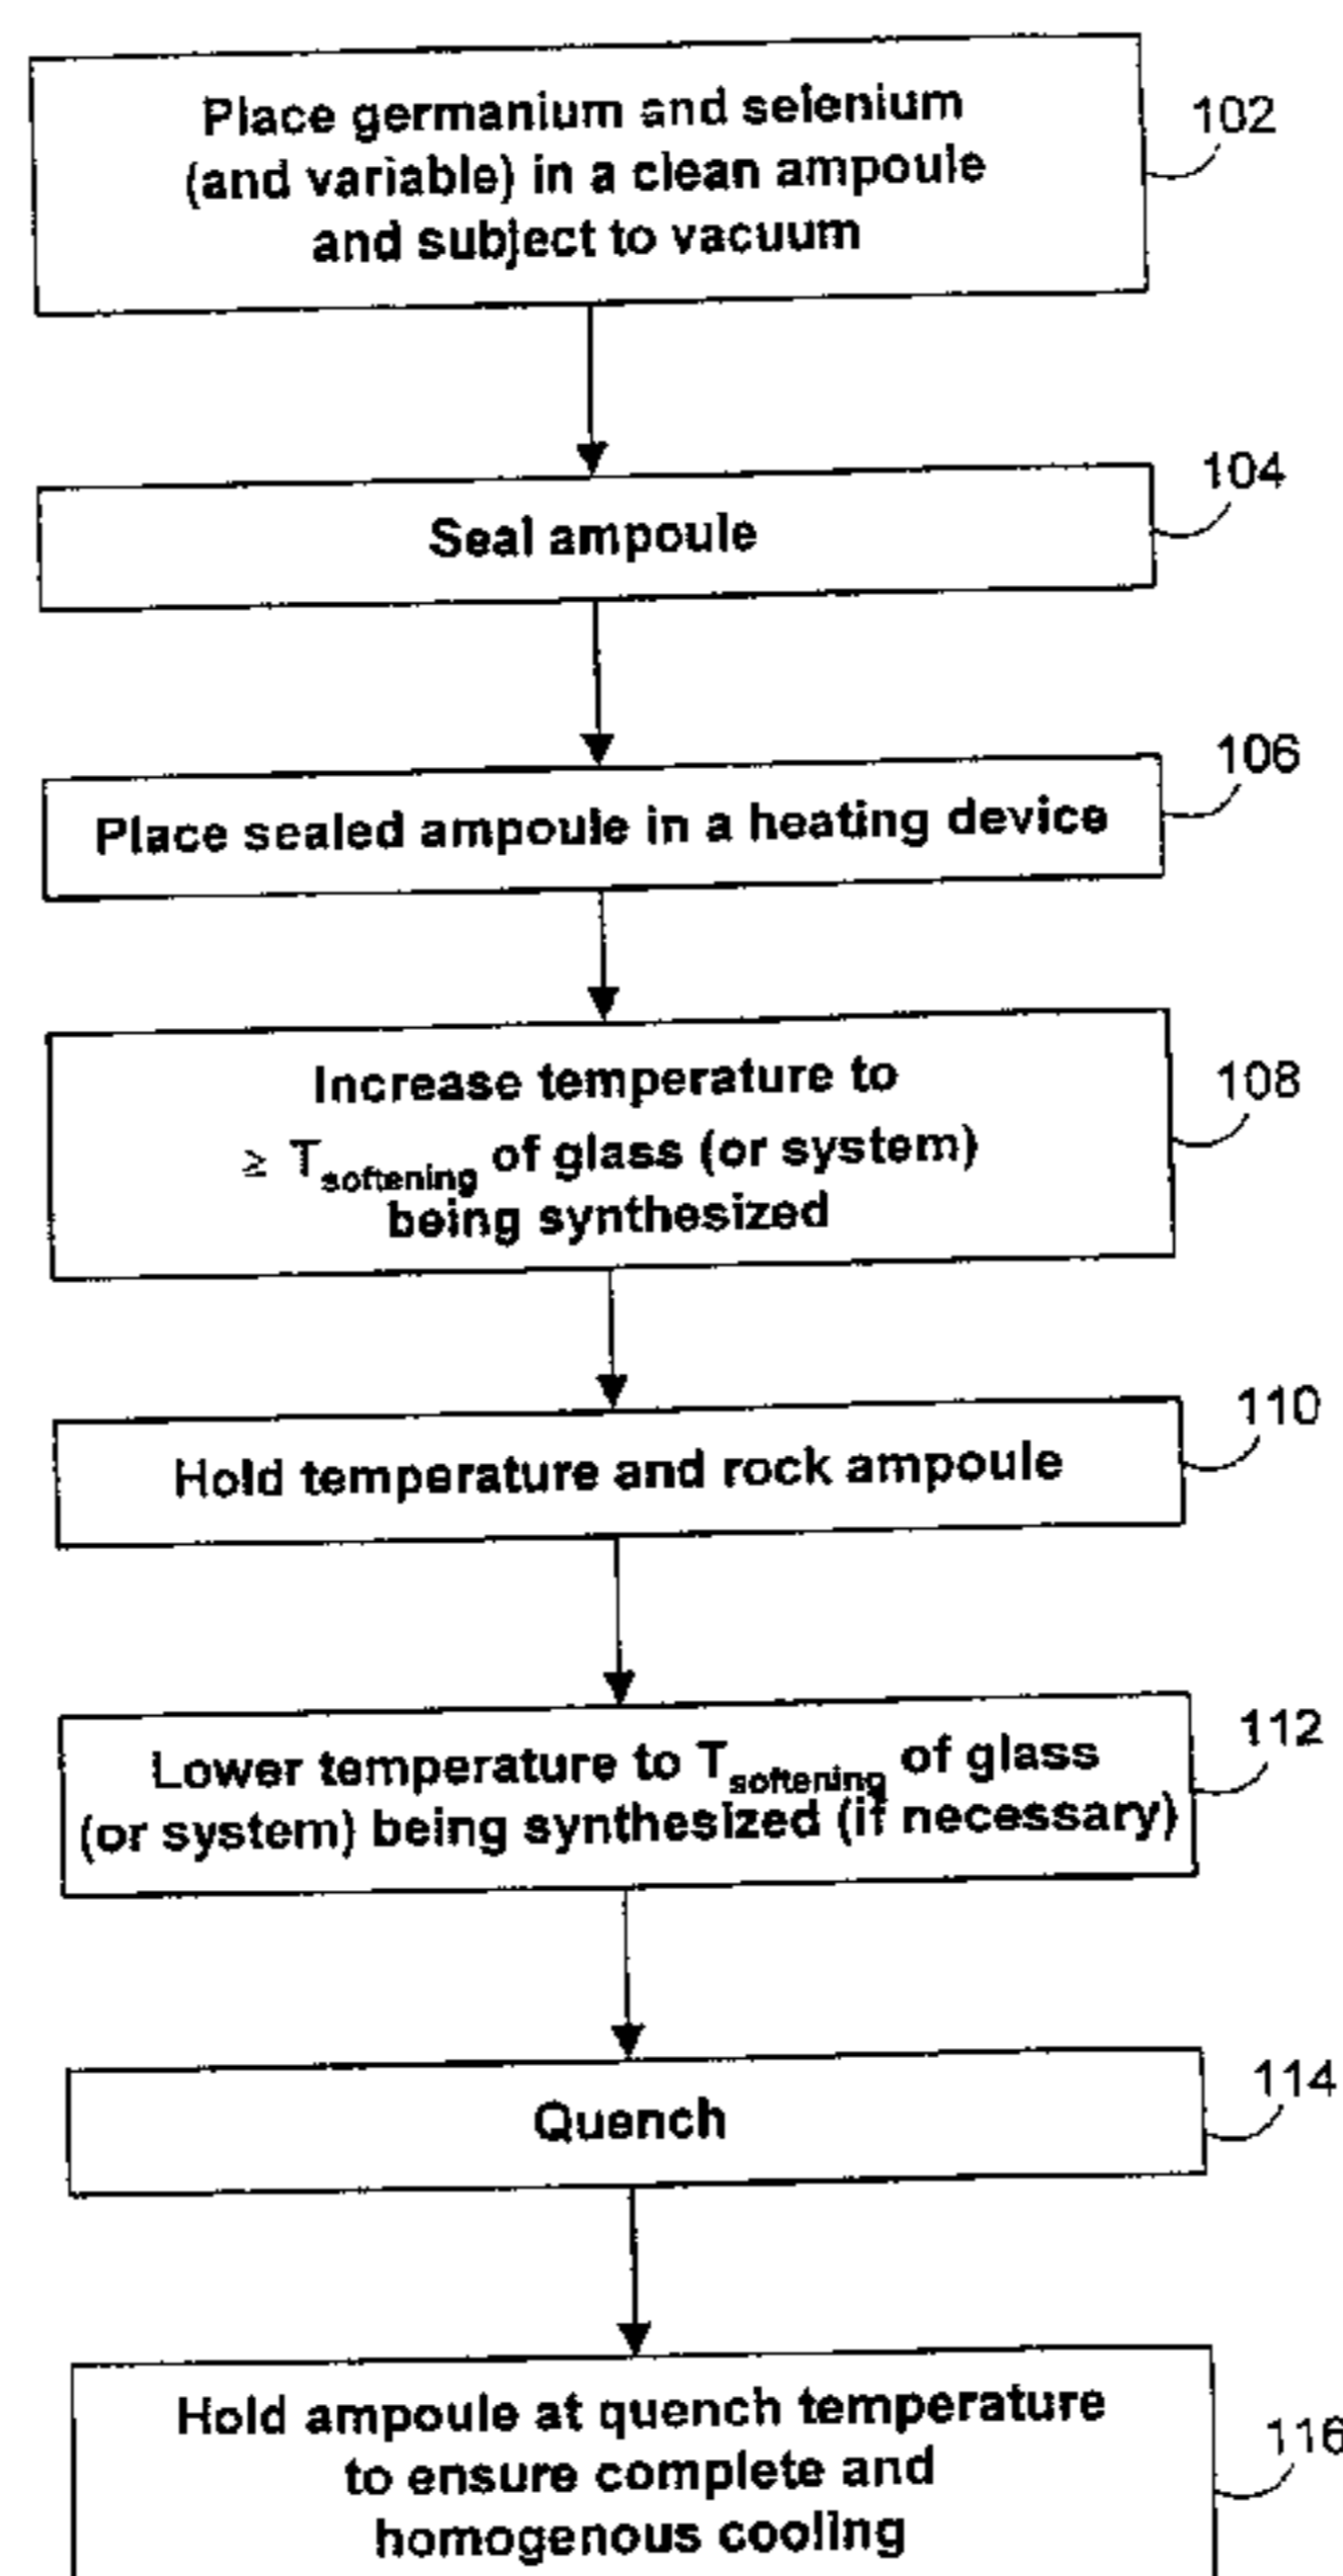 Place germanium and selenium
(and variable) in a clean ampoule
and subject to vacuum
102
Seal ampoule
104
Place sealed ampoule in a heating device
106
Increase temperature to
≥ Tsoftening of glass (or system)
being synthesized
108
Hold temperature and rock ampoule
110
Lower temperature to Tsoftening of glass
(or system) being synthesized (if necessary)
112
Quench
114
Hold ampoule at quench temperature
to ensure complete and
homogenous cooling
116